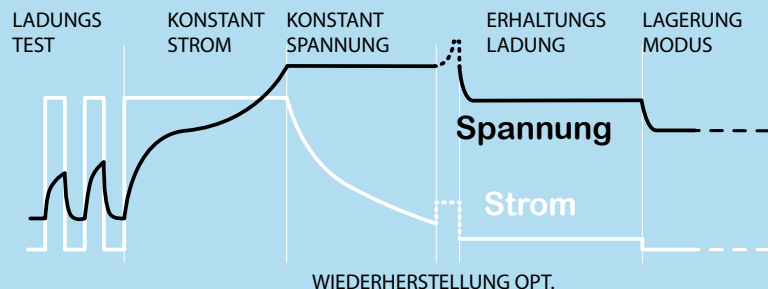 LADUNGS
TEST
KONSTANT
STROM
KONSTANT
SPANNUNG
ERHALTUNGS
LADUNG
LAGERUNG
MODUS
Spannung
Strom
WIEDERHERSTELLUNG OPT.